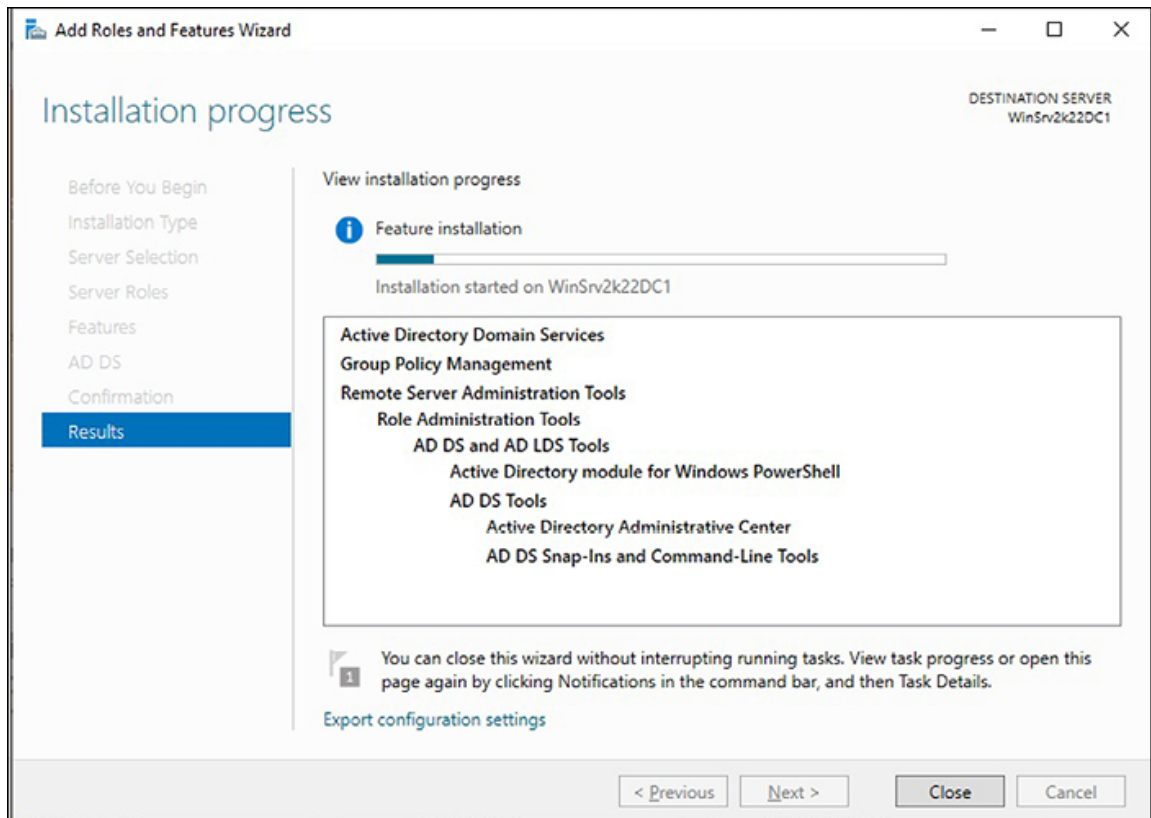 Add Roles and Features Wizard
Installation progress
DESTINATION SERVER
WinSrv2k22DC1
Before You Begin
Installation Type
Server Selection
Server Roles
Features
AD DS
Confirmation
Results
View installation progress
Feature installation
Installation started on WinSrv2k22DC1
Active Directory Domain Services
Group Policy Management
Remote Server Administration Tools
Role Administration Tools
AD DS and AD LDS Tools
Active Directory module for Windows PowerShell
AD DS Tools
Active Directory Administrative Center
AD DS Snap-Ins and Command-Line Tools
1
You can close this wizard without interrupting running tasks. View task progress or open this
page again by clicking Notifications in the command bar, and then Task Details.
Export configuration settings
< Previous
Next >
Close
Cancel